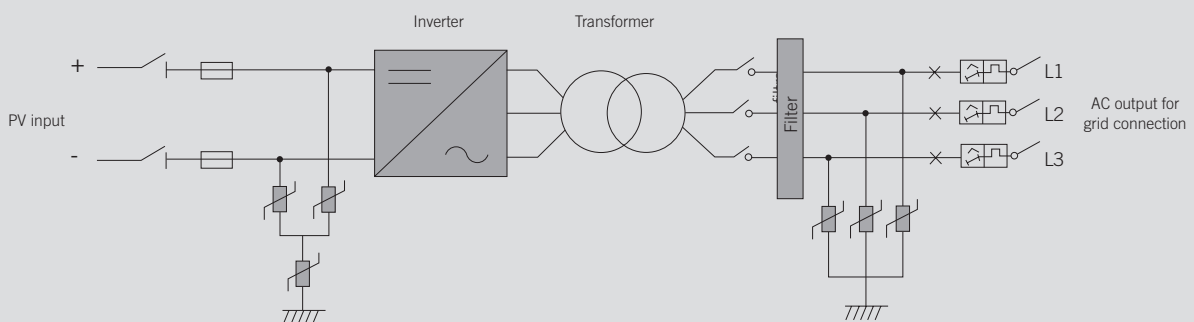 Inverter
Transformer
+
PV input
-
Filter
L1
L2
L3
AC output for
grid connection